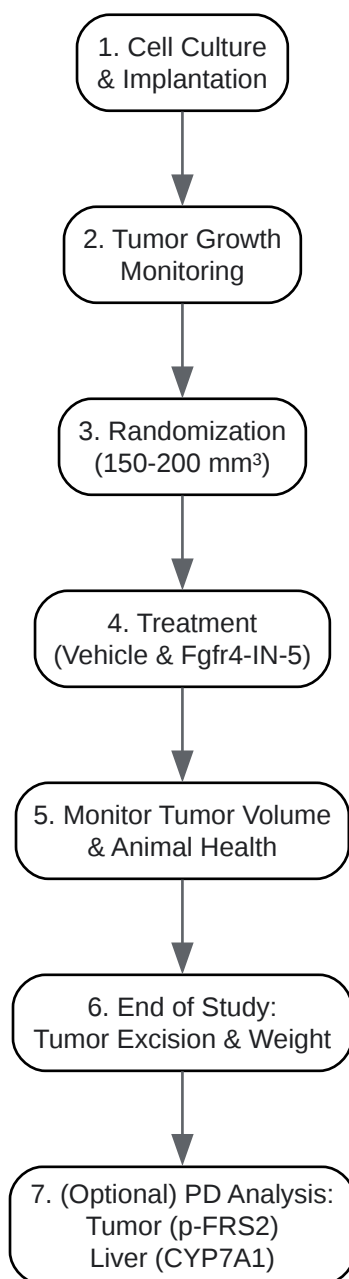 1. Cell Culture
& Implantation
2. Tumor Growth
Monitoring
3. Randomization
(150-200 mm³)
4. Treatment
(Vehicle & Fgfr4-IN-5)
5. Monitor Tumor Volume
& Animal Health
6. End of Study:
Tumor Excision & Weight
7. (Optional) PD Analysis:
Tumor (p-FRS2)
Liver (CYP7A1)